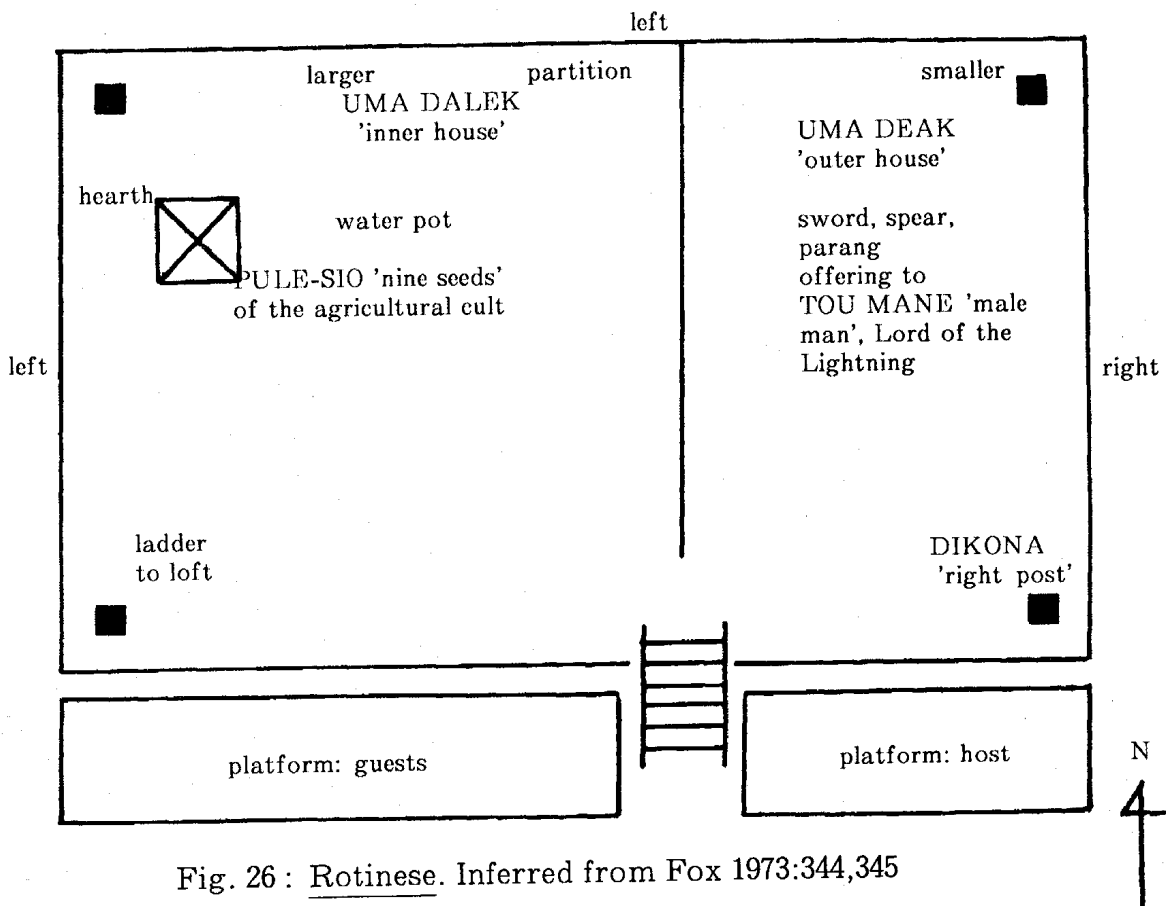 left
larger partition smaller
UMA DALEK
'inner house'
UMA DEAK
'outer house'
hearth
water pot
PULE-SIO 'nine seeds'
of the agricultural cult
sword, spear,
parang
offering to
TOU MANE 'male
man', Lord of the
Lightning
left
right
ladder
to loft
DIKONA
'right post'
platform: guests
platform: host
N
Fig. 26 : Rotinese. Inferred from Fox 1973:344,345